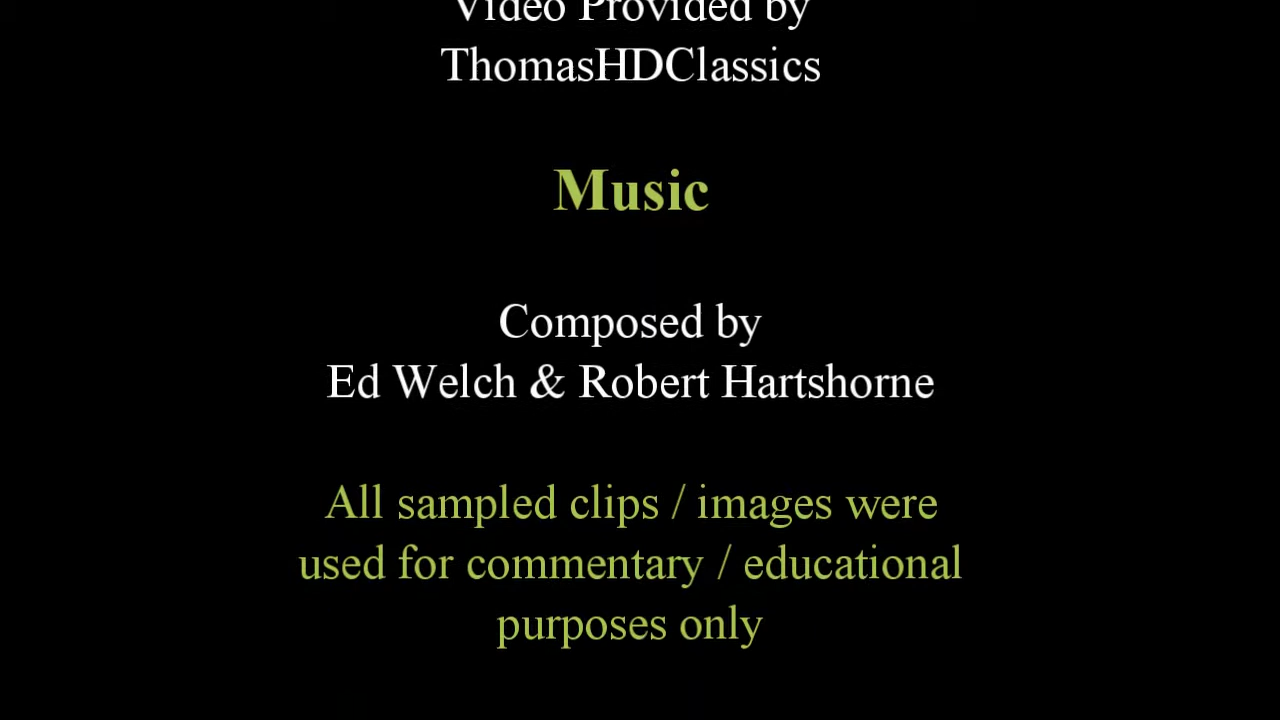 Video Provided by
ThomasHDClassics
Music
Composed by
Ed Welch & Robert Hartshorne
All sampled clips / images were
used for commentary / educational
purposes only